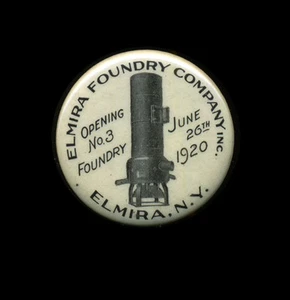 ELMIRA FOUNDRY COMPANY INC.
OPENING
No. 3
FOUNDRY
JUNE
26TH
1920
ELMIRA, N.Y.